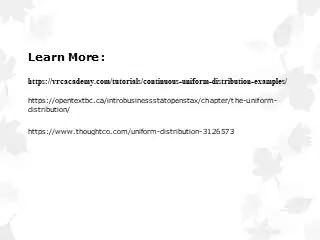 Learn More:
https://vrcacademy.com/tutorials/continuous-uniform-distribution-examples/
https://opentextbc.ca/introbusinessstatopenstax/chapter/the-uniform-
distribution/
https://www.thoughtco.com/uniform-distribution-3126573